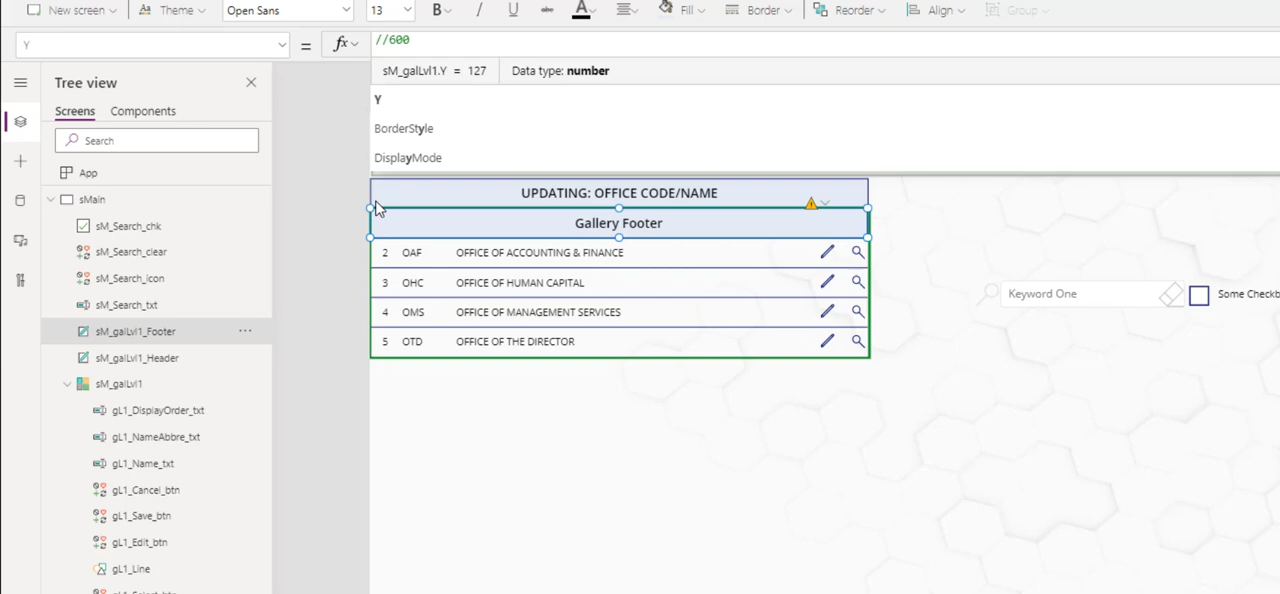 New screen Theme Open Sans 13 B / U abc A Fill Border Reorder Align Group
Y = fx //600
sM_galLvl1.Y = 127 Data type: number
Tree view
Y
Screens Components
BorderStyle
Search
DisplayMode
App
sMain
UPDATING: OFFICE CODE/NAME
sM_Search_chk
Gallery Footer
sM_Search_clear
2 OAF OFFICE OF ACCOUNTING & FINANCE
sM_Search_icon
3 OHC OFFICE OF HUMAN CAPITAL
Keyword One Some Checkb
sM_Search_txt
4 OMS OFFICE OF MANAGEMENT SERVICES
sM_galLvl1_Footer ...
5 OTD OFFICE OF THE DIRECTOR
sM_galLvl1_Header
sM_galLvl1
gL1_DisplayOrder_txt
gL1_NameAbbre_txt
gL1_Name_txt
gL1_Cancel_btn
gL1_Save_btn
gL1_Edit_btn
gL1_Line